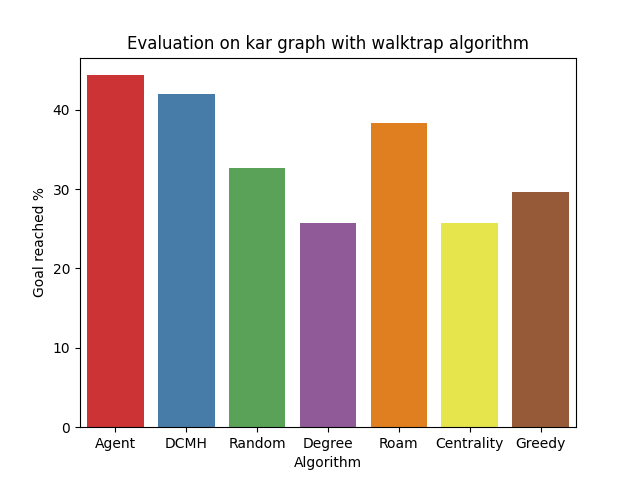 Evaluation on kar graph with walktrap algorithm
Goal reached %
40
30
20
10
0
Agent DCMH Random Degree Roam Centrality Greedy
Algorithm